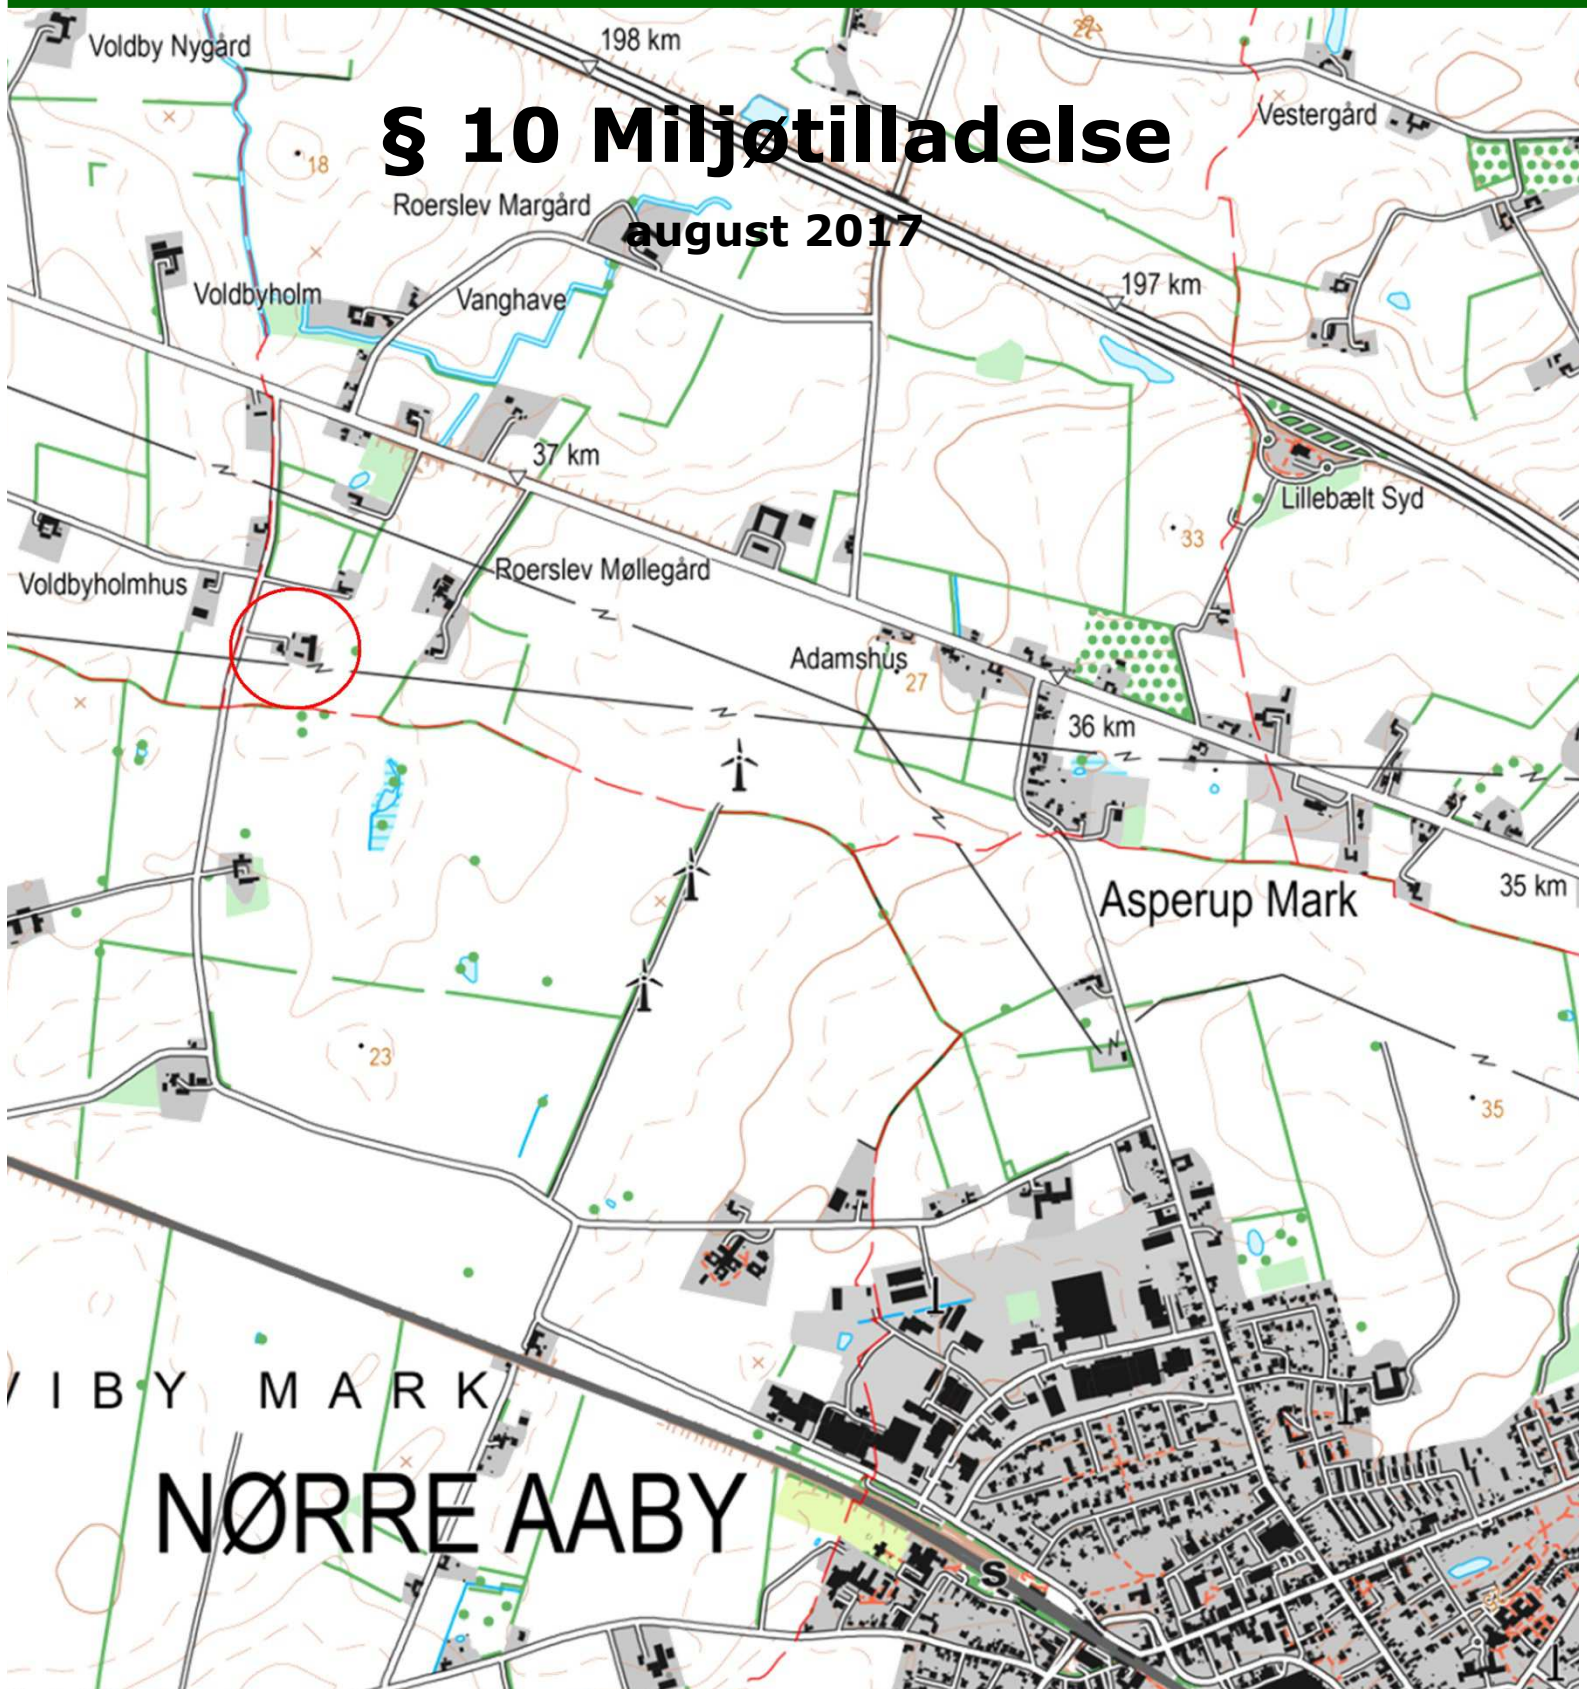 198 km
Voldby Nygård
§ 10 Miljøtilladelse
Vestergård
18
Roerslev Margård
august 2017
197 km
Voldbyholm
Vanghave
37 km
Lillebælt Syd
33
Roerslev Møllegård
Voldbyholmhus
Adamshus
27
36 km
35 km
Asperup Mark
23
35
VIBY MARK
NØRRE AABY
S